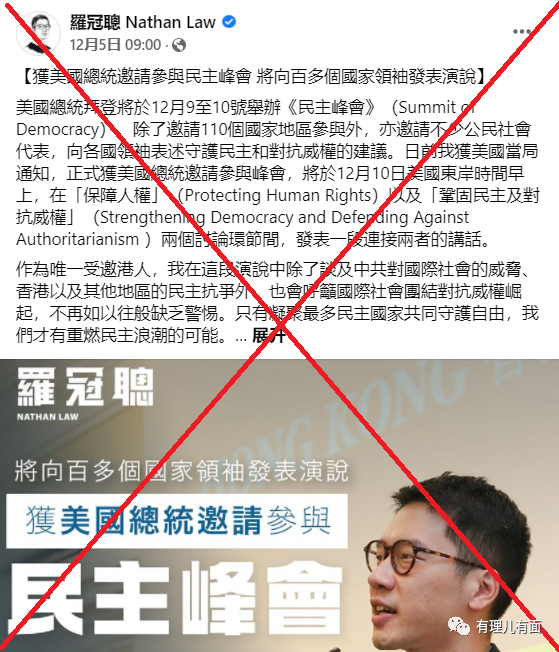 羅冠聰 Nathan Law
12月5日 09:00 ·
【獲美國總統邀請參與民主峰會 將向百多個國家領袖發表演說】
美國總統拜登將於12月9至10號舉辦《民主峰會》（Summit of
Democracy），除了邀請110個國家地區參與外，亦邀請不少公民社會
代表，向各國領袖表述守護民主和對抗威權的建議。日前我獲美國當局
通知，正式獲美國總統邀請參與峰會，將於12月10日美國東岸時間早
上，在「保障人權」（Protecting Human Rights）以及「鞏固民主及對
抗威權」（Strengthening Democracy and Defending Against
Authoritarianism ）兩個討論環節間，發表一段連接兩者的講話。
作為唯一受邀港人，我在這段演說中除了談及中共對國際社會的威脅、
香港以及其他地區的民主抗爭外，也會呼籲國際社會團結對抗威權崛
起，不再如以往般缺乏警惕。只有凝聚最多民主國家共同守護自由，我
們才有重燃民主浪潮的可能。... 展开
羅冠聰
NATHAN LAW
HONG KONG
將向百多個國家領袖發表演說
獲美國總統邀請參與
民主峰會
有理儿有面